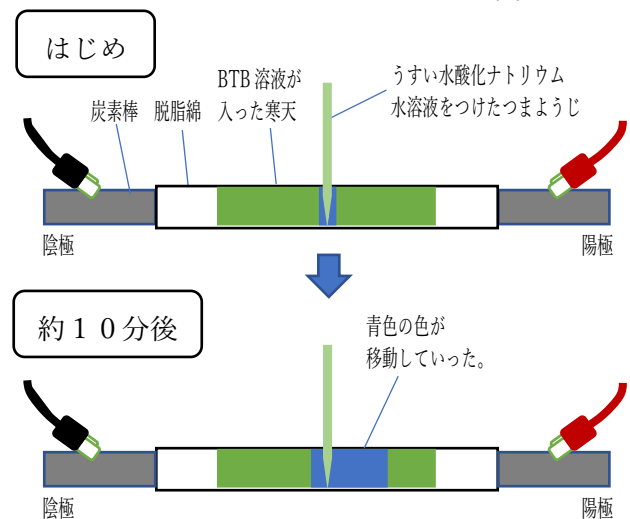 はじめ
炭素棒
脱脂綿
BTB 溶液が
入った寒天
うすい水酸化ナトリウム
水溶液をつけたつまようじ
陰極
陽極
約１０分後
青色の色が
移動していった。
陰極
陽極